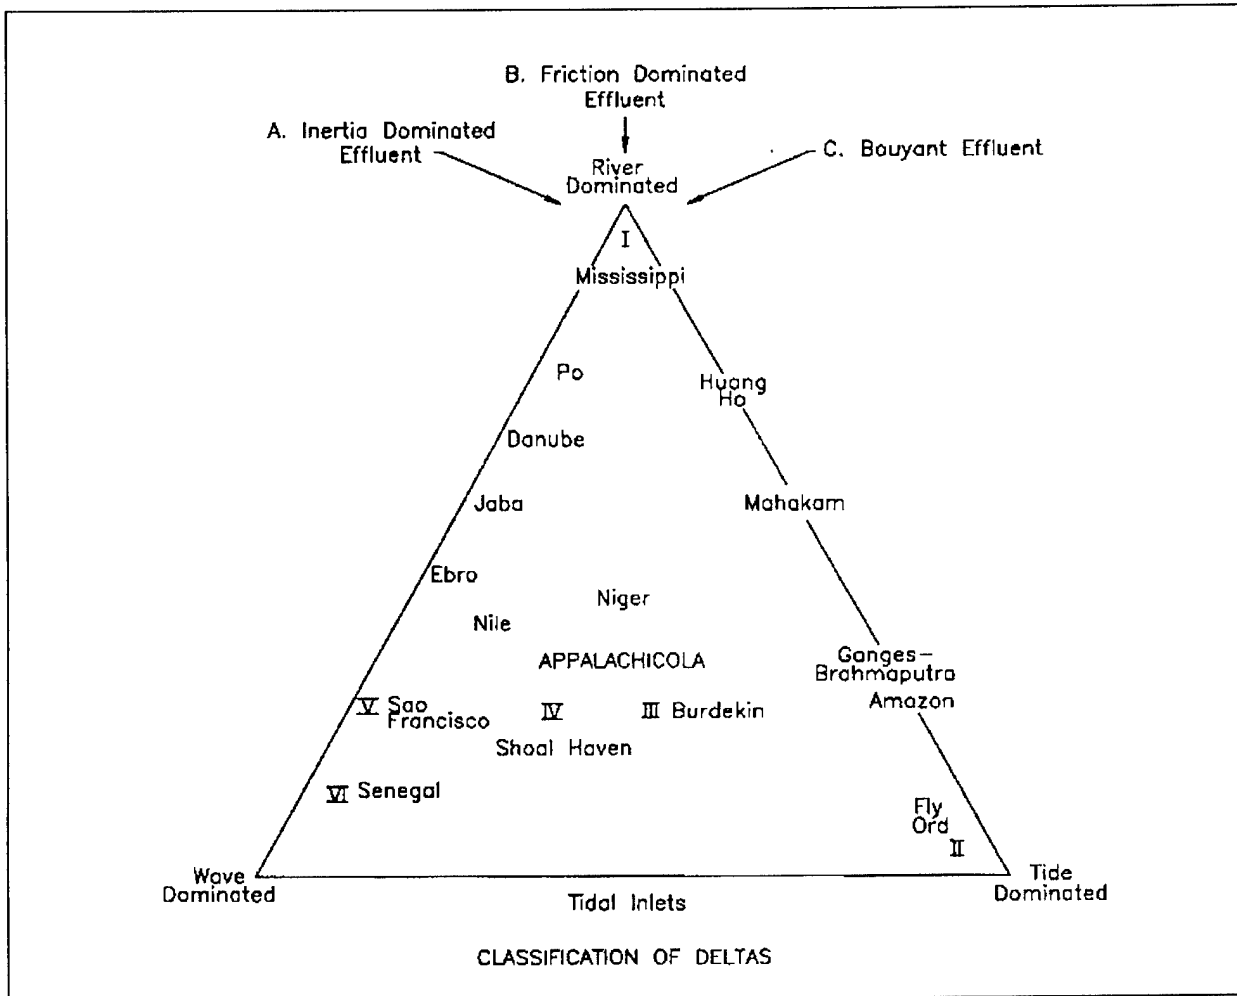 B. Friction Dominated
Effluent
A. Inertia Dominated
Effluent
C. Bouyant Effluent
River
Dominated
I
Mississippi
Po
Huang
Ho
Danube
Jaba
Mahakam
Ebro
Niger
Nile
APPALACHICOLA
Ganges-
Brahmaputra
Amazon
V Sao
Francisco
IV
III Burdekin
Shoal Haven
VI Senegal
Fly
Ord
II
Wave
Dominated
Tidal Inlets
Tide
Dominated
CLASSIFICATION OF DELTAS